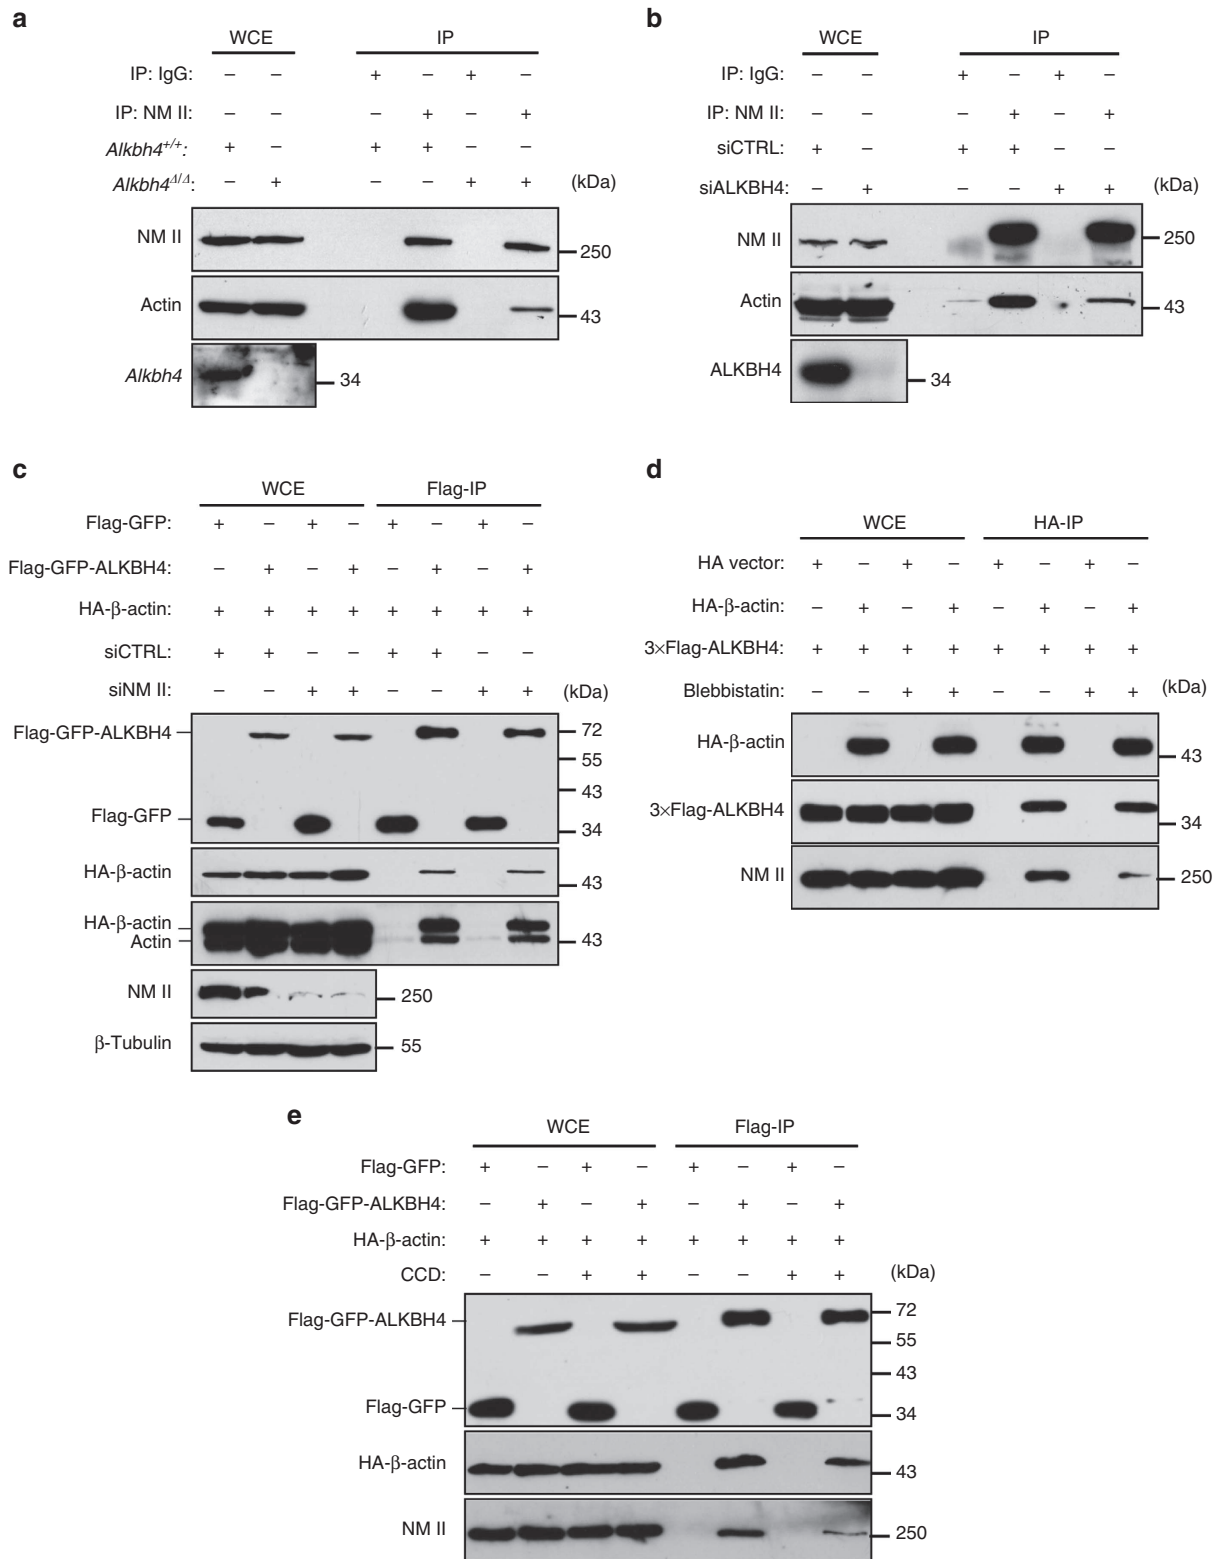 a
WCE IP
IP: IgG: – – + – + –
IP: NM II: – – – + – +
Alkbh4+/+: + – + + – –
Alkbh4Δ/Δ: – + – – + + (kDa)
NM II 250
Actin 43
Alkbh4 34
b
WCE IP
IP: IgG: – – + – + –
IP: NM II: – – – + – +
siCTRL: + – + + – –
siALKBH4: – + – – + + (kDa)
NM II 250
Actin 43
ALKBH4 34
c
WCE Flag-IP
Flag-GFP: + – + – + – + –
Flag-GFP-ALKBH4: – + – + – + – +
HA-β-actin: + + + + + + + +
siCTRL: + + – – + + – –
siNM II: – – + + – – + + (kDa)
Flag-GFP-ALKBH4 72
55
43
Flag-GFP 34
HA-β-actin 43
HA-β-actin
Actin 43
NM II 250
β-Tubulin 55
d
WCE HA-IP
HA vector: + – + – + – + –
HA-β-actin: – + – + – + – +
3×Flag-ALKBH4: + + + + + + + +
Blebbistatin: – – + + – – + + (kDa)
HA-β-actin 43
3×Flag-ALKBH4 34
NM II 250
e
WCE Flag-IP
Flag-GFP: + – + – + – + –
Flag-GFP-ALKBH4: – + – + – + – +
HA-β-actin: + + + + + + + +
CCD: – – + + – – + + (kDa)
Flag-GFP-ALKBH4 72
55
43
Flag-GFP 34
HA-β-actin 43
NM II 250